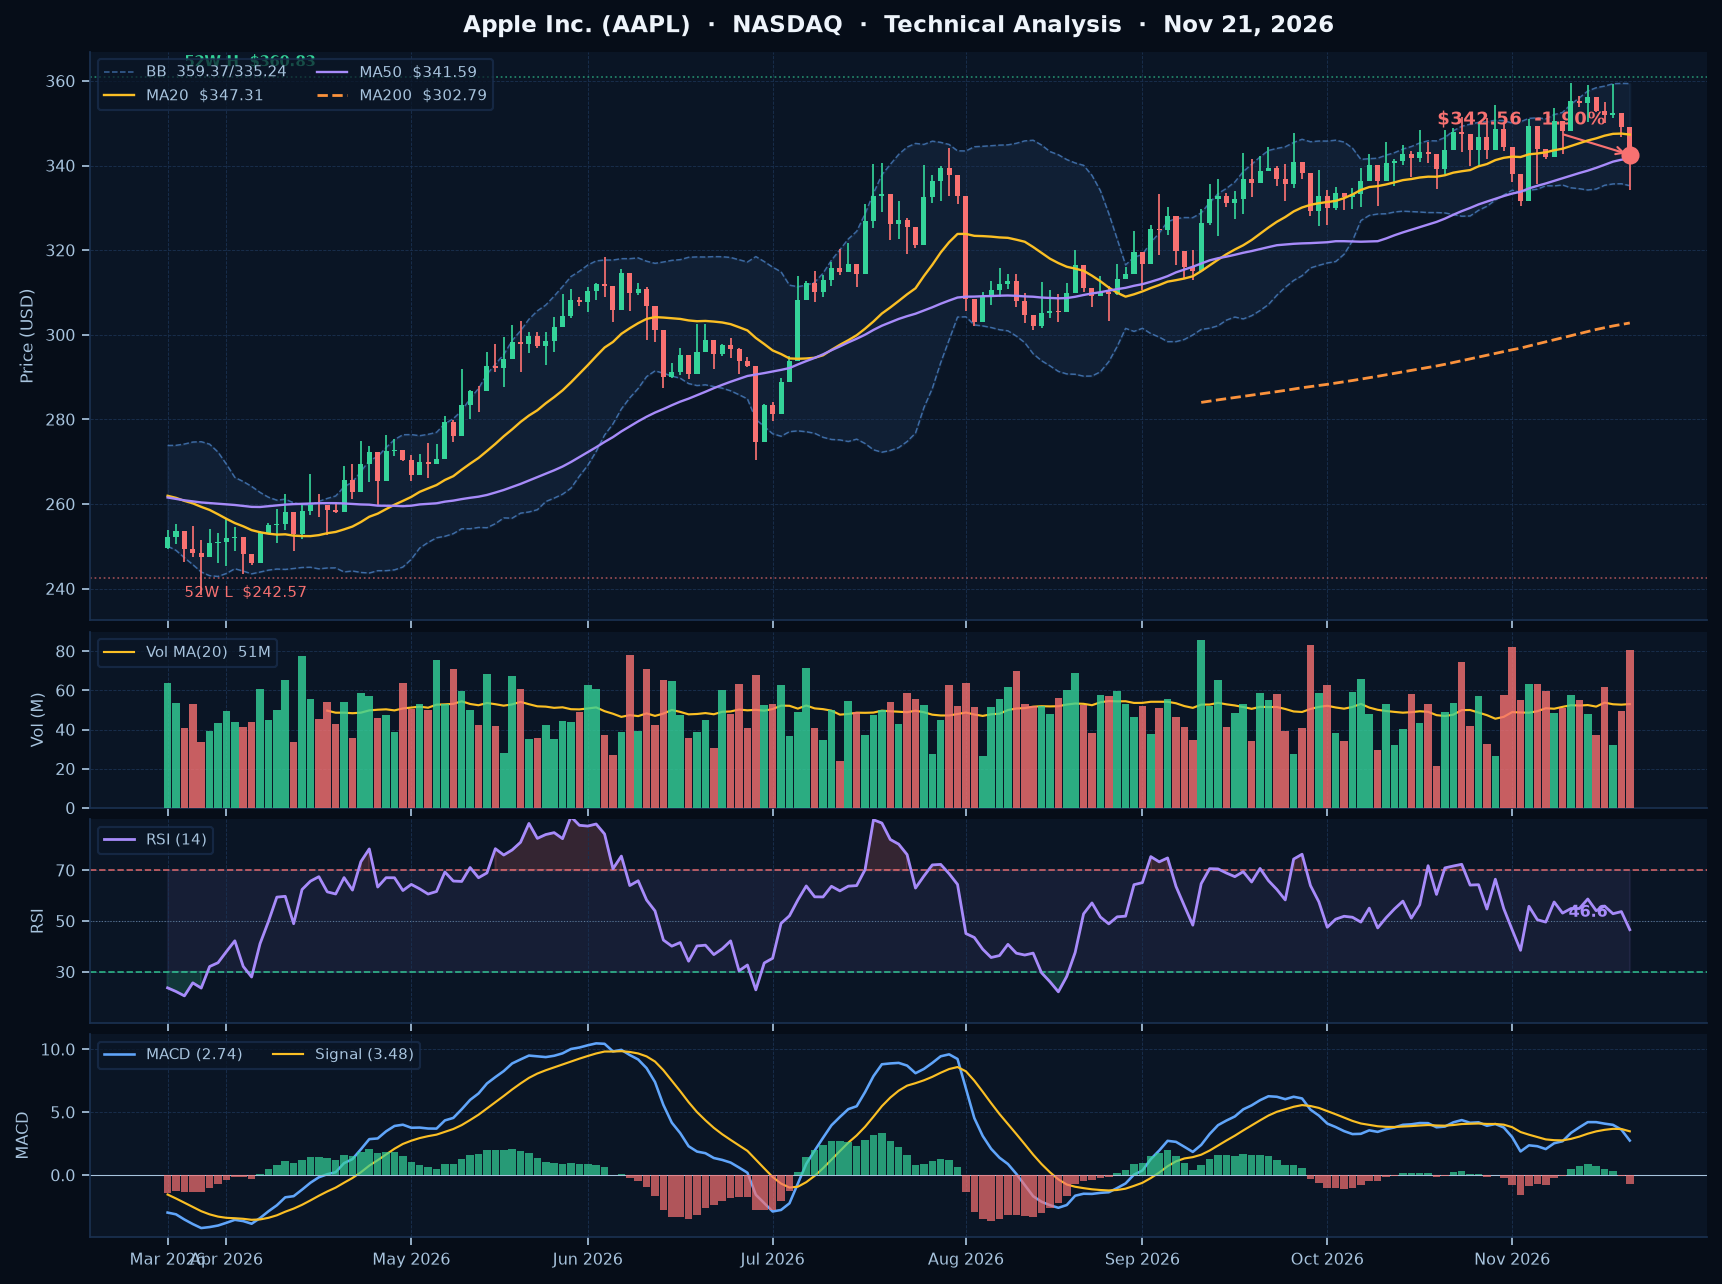 Apple Inc. (AAPL)  ·  NASDAQ  ·  Technical Analysis  ·  Nov 21, 2026
52W H  $360.83
BB  359.37/335.24
MA50  $341.59
MA20  $347.31
MA200  $302.79
$342.56  -1.90%
52W L  $242.57
Price (USD)
360
340
320
300
280
260
240
Vol MA(20)  51M
Vol (M)
80
60
40
20
0
RSI (14)
RSI
70
50
30
46.6
MACD (2.74)
Signal (3.48)
MACD
10.0
5.0
0.0
Mar 2026
Apr 2026
May 2026
Jun 2026
Jul 2026
Aug 2026
Sep 2026
Oct 2026
Nov 2026